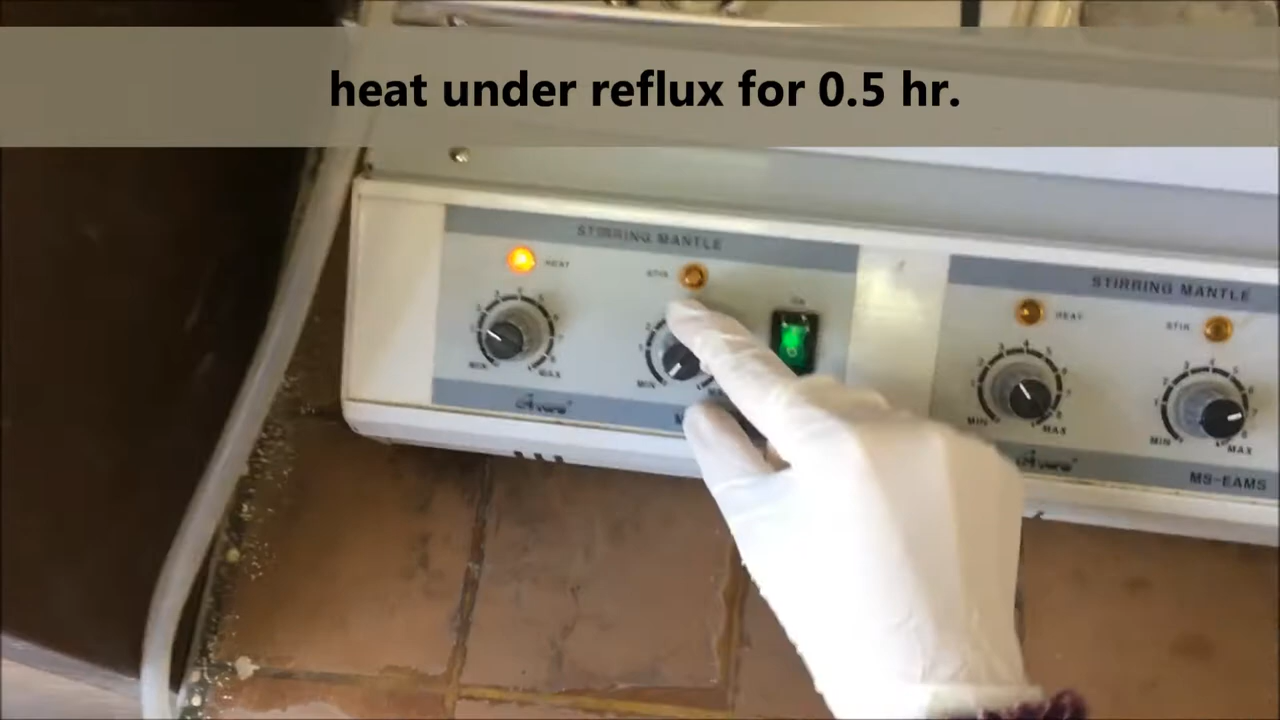 heat under reflux for 0.5 hr.
STIRRING MANTLE
HEAT
STIR
ON
MIN
MAX
MIN
STIRRING MANTLE
HEAT
STIR
MIN
MAX
MIN
MAX
MS-EAMS